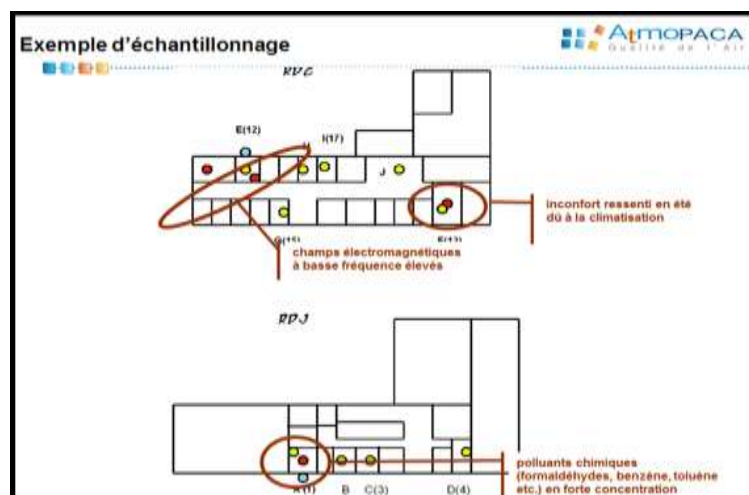 Exemple d'échantillonnage
AtmoPACA
Qualité de l'Air
RDC
E(12)
I(17)
J
inconfort ressenti en été
dû à la climatisation
champs électromagnétiques
à basse fréquence élevés
RDJ
polluants chimiques
(formaldéhydes, benzène, toluène
etc.) en forte concentration
B
C(3)
D(4)